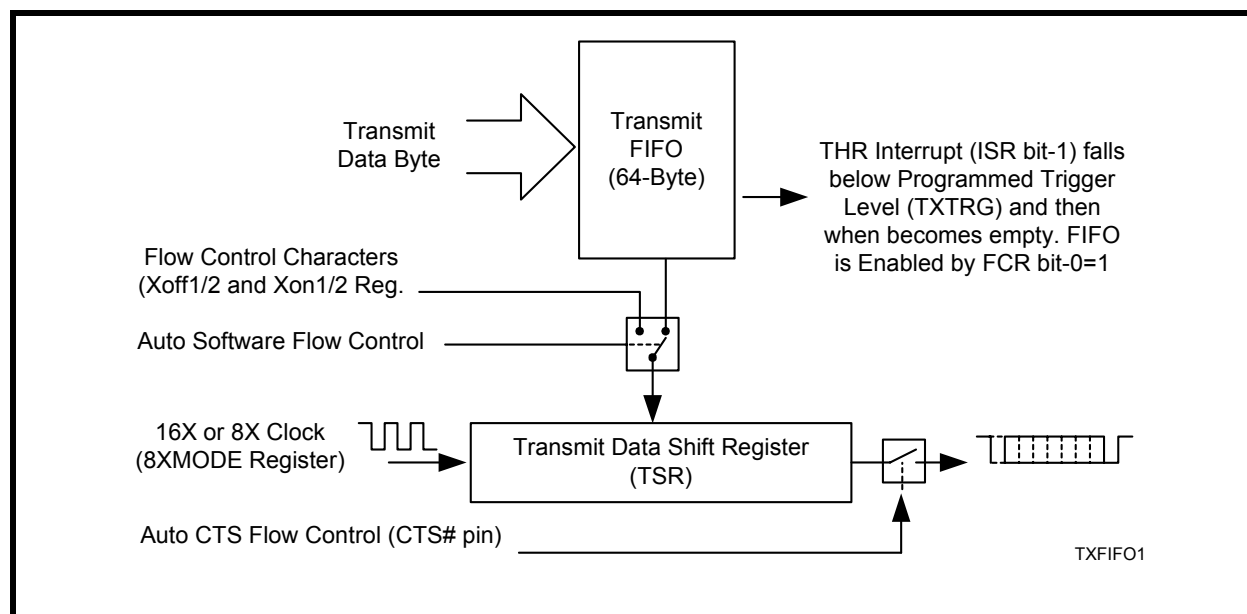 Transmit
Data Byte
Transmit
FIFO
(64-Byte)
THR Interrupt (ISR bit-1) falls
below Programmed Trigger
Level (TXTRG) and then
when becomes empty. FIFO
is Enabled by FCR bit-0=1
Flow Control Characters
(Xoff1/2 and Xon1/2 Reg.
Auto Software Flow Control
16X or 8X Clock
(8XMODE Register)
Transmit Data Shift Register
(TSR)
Auto CTS Flow Control (CTS# pin)
TXFIFO1